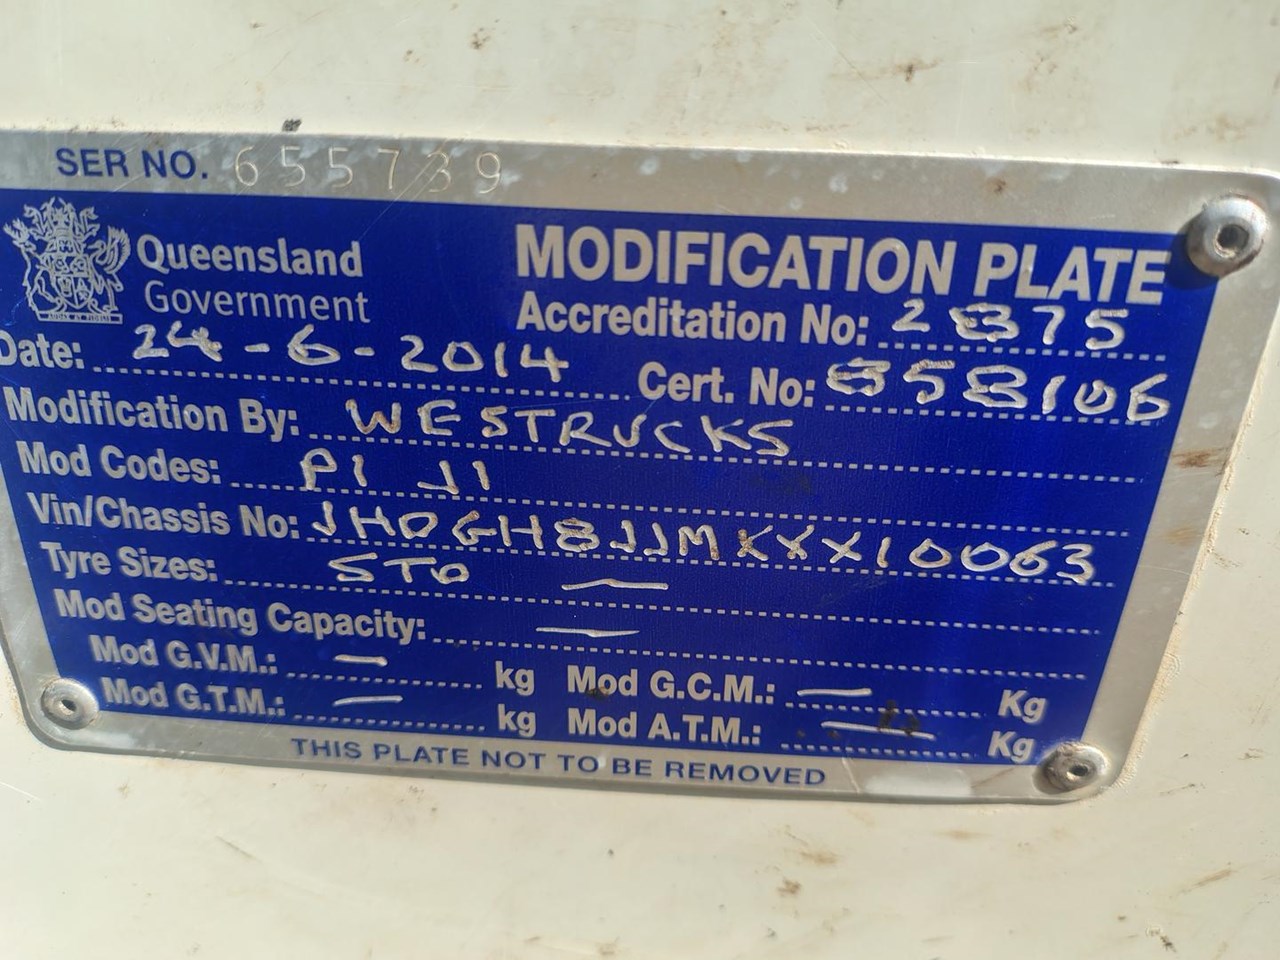 SER NO. 655739
Queensland Government
MODIFICATION PLATE
Accreditation No: 2875
Date: 24-6-2014
Cert. No: 858106
Modification By: WESTRUCKS
Mod Codes: P1 J1
Vin/Chassis No: JHDGH8JJMXXX10063
Tyre Sizes: STD —
Mod Seating Capacity: —
Mod G.V.M.: — kg Mod G.C.M.: — Kg
Mod G.T.M.: — kg Mod A.T.M.: — Kg
THIS PLATE NOT TO BE REMOVED